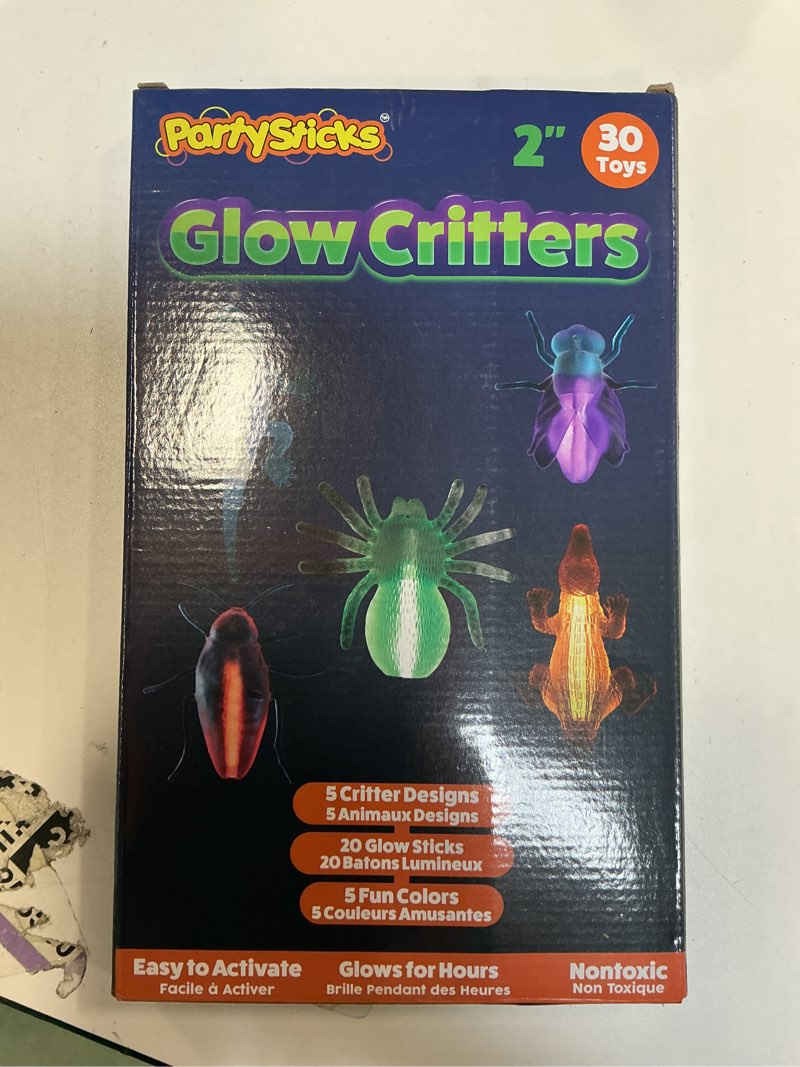 PartySticks™
2" 30
Toys
Glow Critters
5 Critter Designs
5 Animaux Designs
20 Glow Sticks
20 Batons Lumineux
5 Fun Colors
5 Couleurs Amusantes
Easy to Activate
Facile à Activer
Glows for Hours
Brille Pendant des Heures
Nontoxic
Non Toxique